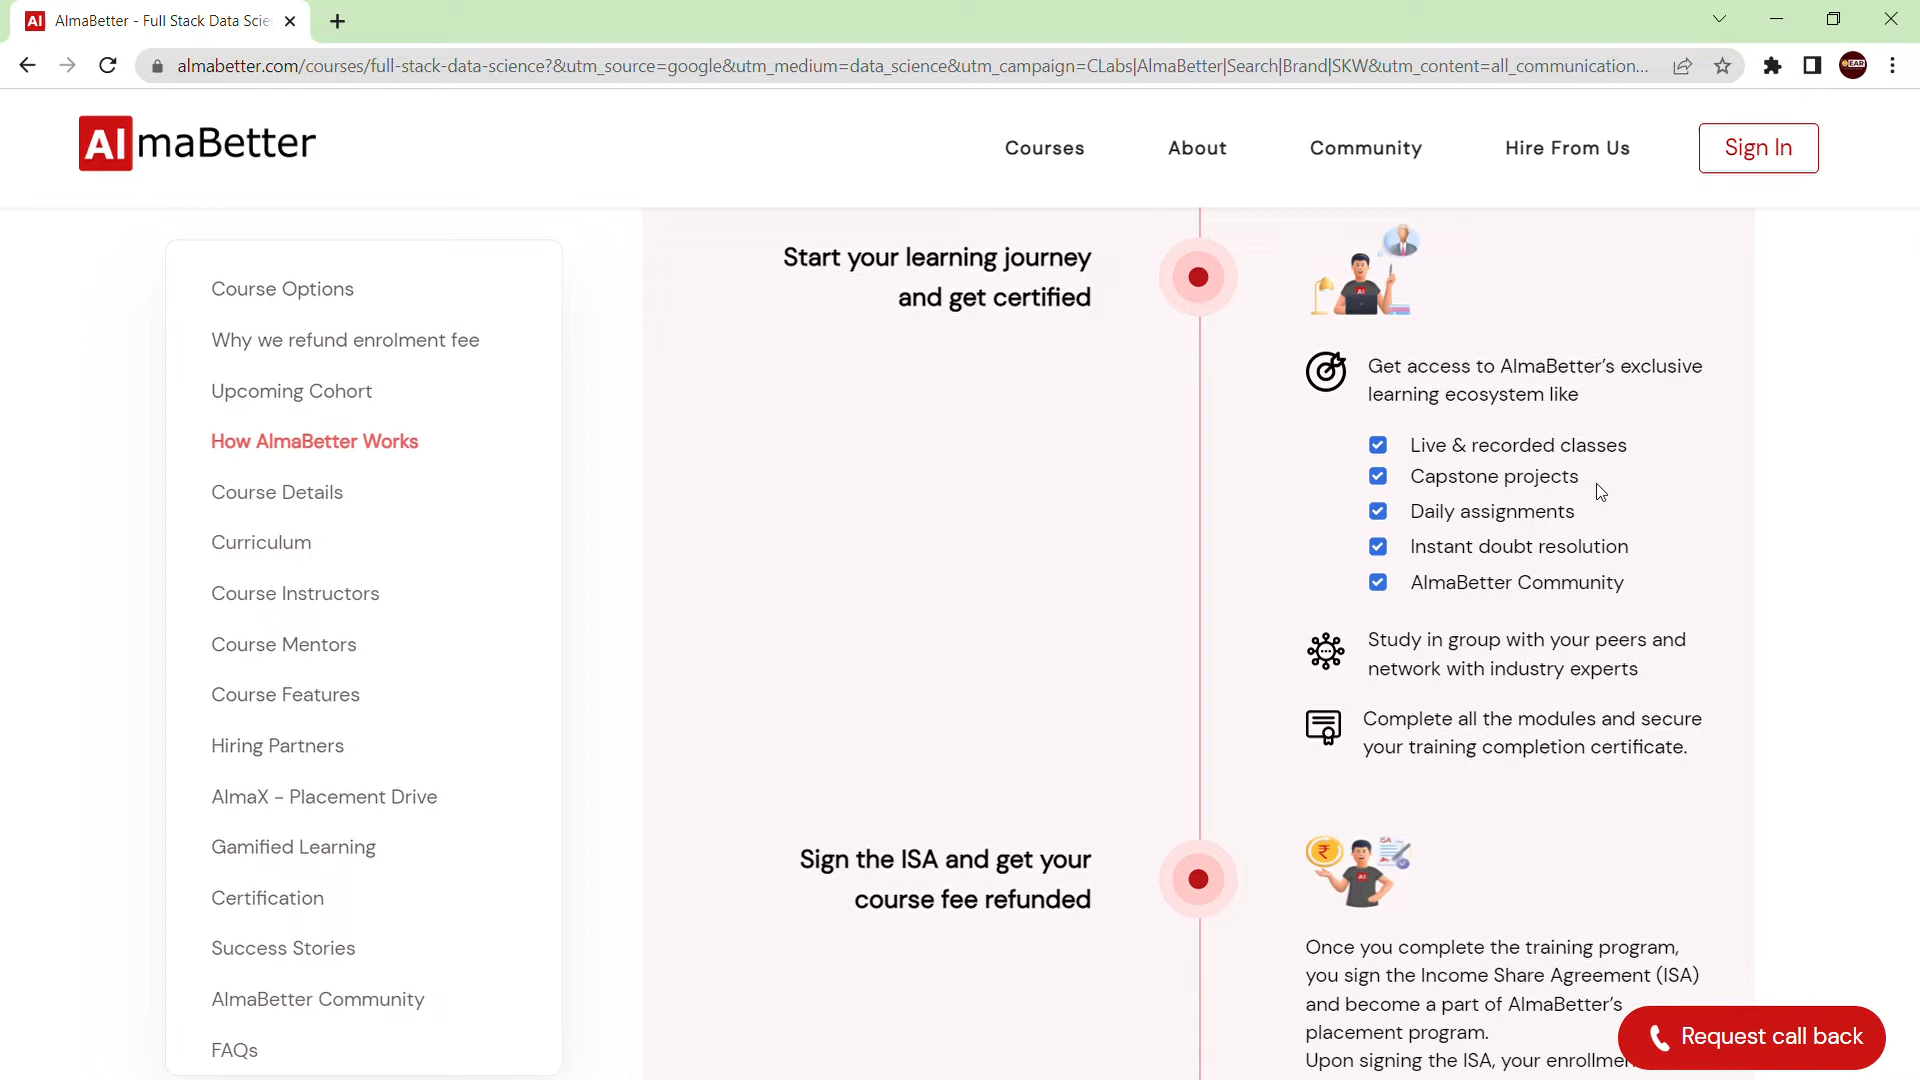 AlmaBetter - Full Stack Data Scie
almabetter.com/courses/full-stack-data-science?&utm_source=google&utm_medium=data_science&utm_campaign=CLabs|AlmaBetter|Search|Brand|SKW&utm_content=all_communication...
AlmaBetter
Courses
About
Community
Hire From Us
Sign In
Course Options
Why we refund enrolment fee
Upcoming Cohort
How AlmaBetter Works
Course Details
Curriculum
Course Instructors
Course Mentors
Course Features
Hiring Partners
AlmaX - Placement Drive
Gamified Learning
Certification
Success Stories
AlmaBetter Community
FAQs
Start your learning journey
and get certified
Get access to AlmaBetter’s exclusive
learning ecosystem like
Live & recorded classes
Capstone projects
Daily assignments
Instant doubt resolution
AlmaBetter Community
Study in group with your peers and
network with industry experts
Complete all the modules and secure
your training completion certificate.
Sign the ISA and get your
course fee refunded
Once you complete the training program,
you sign the Income Share Agreement (ISA)
and become a part of AlmaBetter’s
placement program.
Upon signing the ISA, your
Request call back